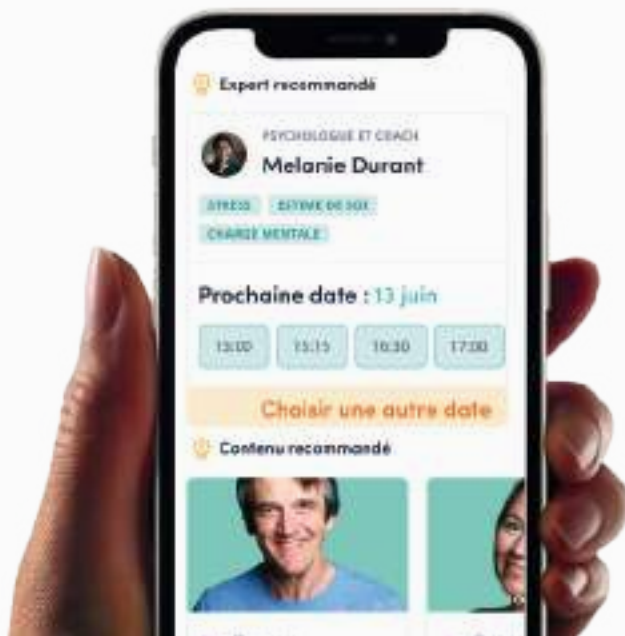 Expert recommandé
PSYCHOLOGUE ET COACH
Melanie Durant
STRESS ESTIME DE SOI
CHARGE MENTALE
Prochaine date : 13 juin
15:00 15:15 16:30 17:00
Choisir une autre date
Contenu recommandé